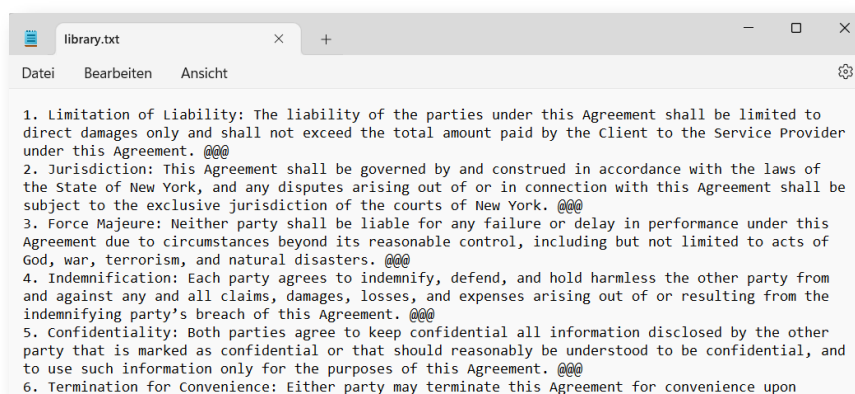 library.txt
Datei Bearbeiten Ansicht
1. Limitation of Liability: The liability of the parties under this Agreement shall be limited to
direct damages only and shall not exceed the total amount paid by the Client to the Service Provider
under this Agreement. @@@
2. Jurisdiction: This Agreement shall be governed by and construed in accordance with the laws of
the State of New York, and any disputes arising out of or in connection with this Agreement shall be
subject to the exclusive jurisdiction of the courts of New York. @@@
3. Force Majeure: Neither party shall be liable for any failure or delay in performance under this
Agreement due to circumstances beyond its reasonable control, including but not limited to acts of
God, war, terrorism, and natural disasters. @@@
4. Indemnification: Each party agrees to indemnify, defend, and hold harmless the other party from
and against any and all claims, damages, losses, and expenses arising out of or resulting from the
indemnifying party’s breach of this Agreement. @@@
5. Confidentiality: Both parties agree to keep confidential all information disclosed by the other
party that is marked as confidential or that should reasonably be understood to be confidential, and
to use such information only for the purposes of this Agreement. @@@
6. Termination for Convenience: Either party may terminate this Agreement for convenience upon